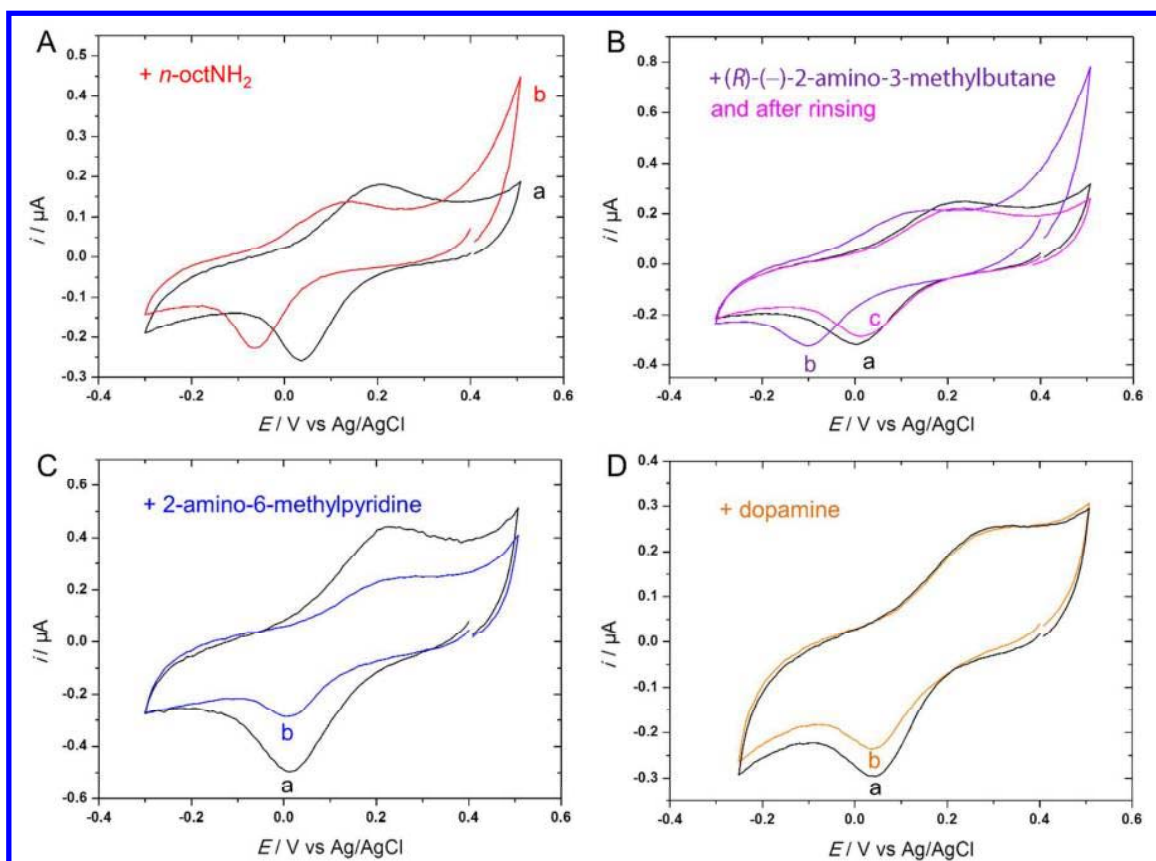 A
+ n-octNH2
b
a
0.5
0.4
0.3
0.2
0.1
0.0
-0.1
-0.2
-0.3
i / µA
-0.4 -0.2 0.0 0.2 0.4 0.6
E / V vs Ag/AgCl
B
+ (R)-(–)-2-amino-3-methylbutane
and after rinsing
c
b
a
0.8
0.6
0.4
0.2
0.0
-0.2
-0.4
i / µA
-0.4 -0.2 0.0 0.2 0.4 0.6
E / V vs Ag/AgCl
C
+ 2-amino-6-methylpyridine
b
a
0.6
0.4
0.2
0.0
-0.2
-0.4
-0.6
i / µA
-0.4 -0.2 0.0 0.2 0.4 0.6
E / V vs Ag/AgCl
D
+ dopamine
b
a
0.4
0.3
0.2
0.1
0.0
-0.1
-0.2
-0.3
i / µA
-0.4 -0.2 0.0 0.2 0.4 0.6
E / V vs Ag/AgCl